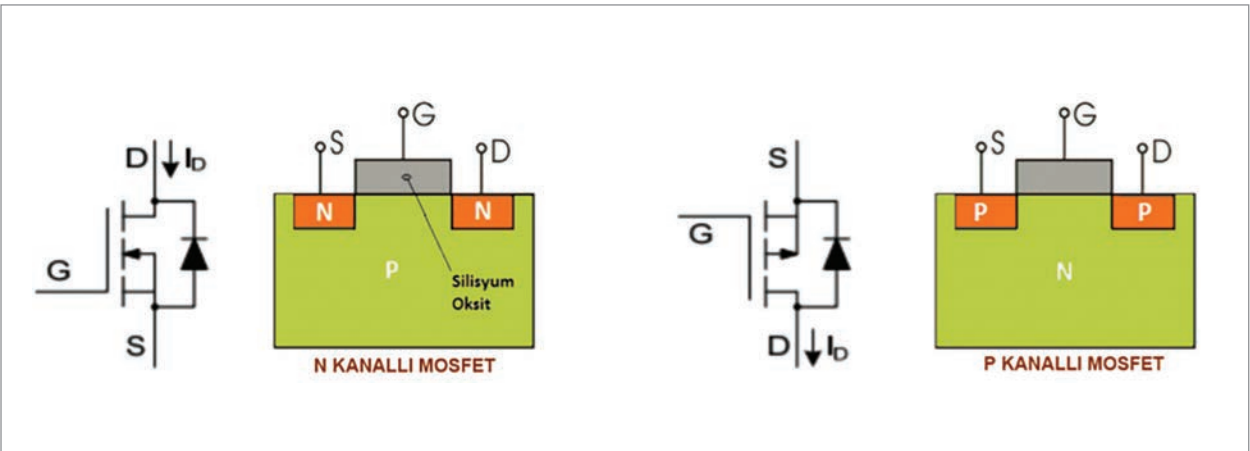 D
I_D
G
S
S
G
D
N
N
P
Silisyum
Oksit
N KANALLI MOSFET
S
G
D
I_D
S
G
D
P
P
N
P KANALLI MOSFET